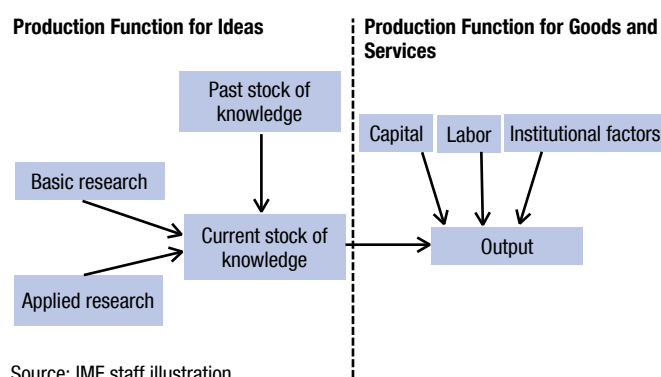 Production Function for Ideas
Production Function for Goods and
Services
Past stock of
knowledge
Capital
Labor
Institutional factors
Basic research
Current stock of
knowledge
Output
Applied research
Source: IMF staff illustration